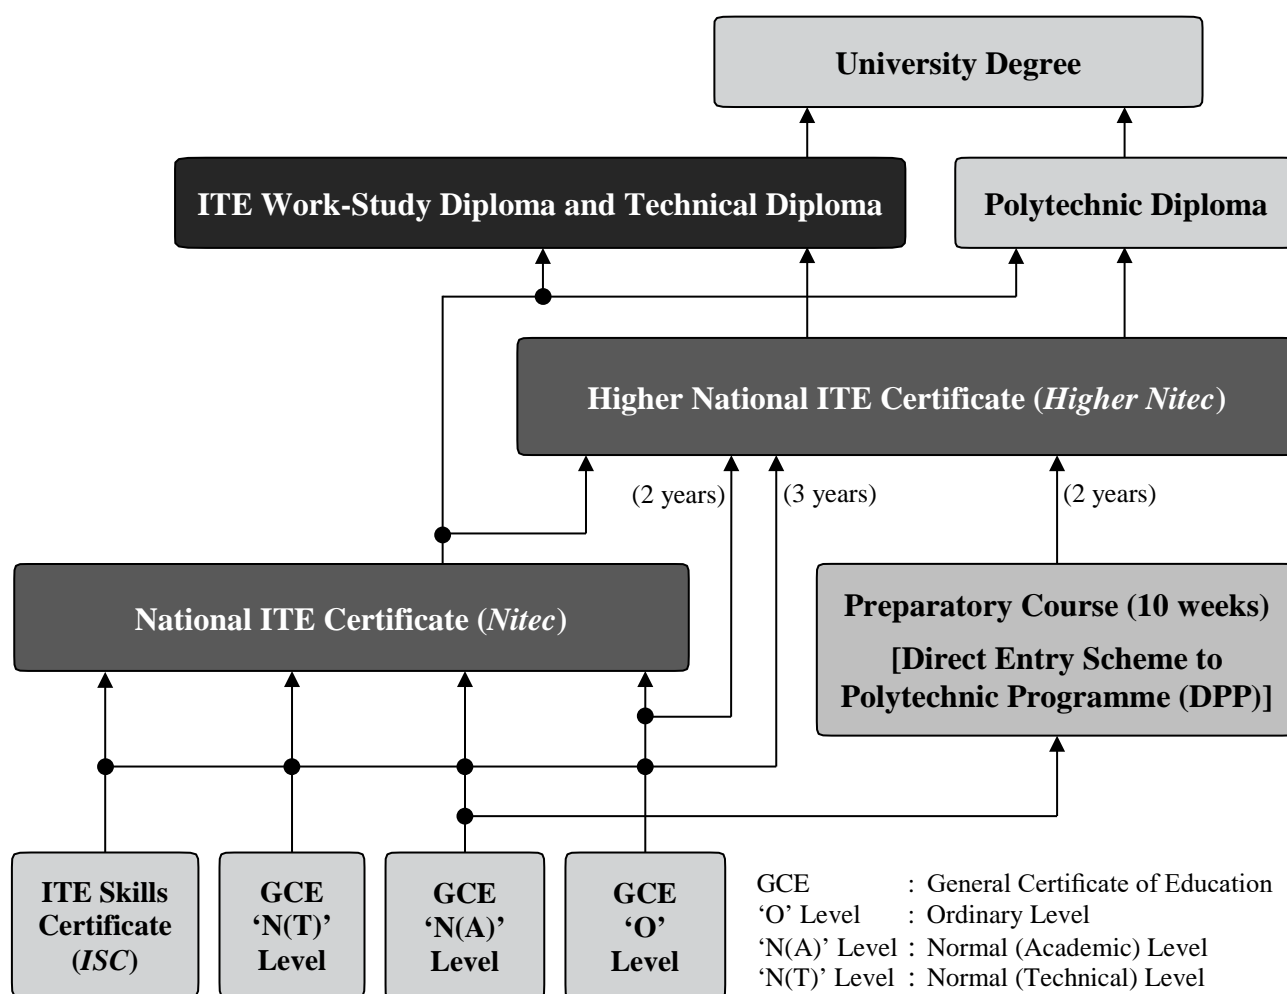 University Degree
ITE Work-Study Diploma and Technical Diploma
Polytechnic Diploma
Higher National ITE Certificate (Higher Nitec)
(2 years)
(3 years)
(2 years)
National ITE Certificate (Nitec)
Preparatory Course (10 weeks)
[Direct Entry Scheme to
Polytechnic Programme (DPP)]
ITE Skills
Certificate
(ISC)
GCE
‘N(T)’
Level
GCE
‘N(A)’
Level
GCE
‘O’
Level
GCE : General Certificate of Education
‘O’ Level : Ordinary Level
‘N(A)’ Level : Normal (Academic) Level
‘N(T)’ Level : Normal (Technical) Level